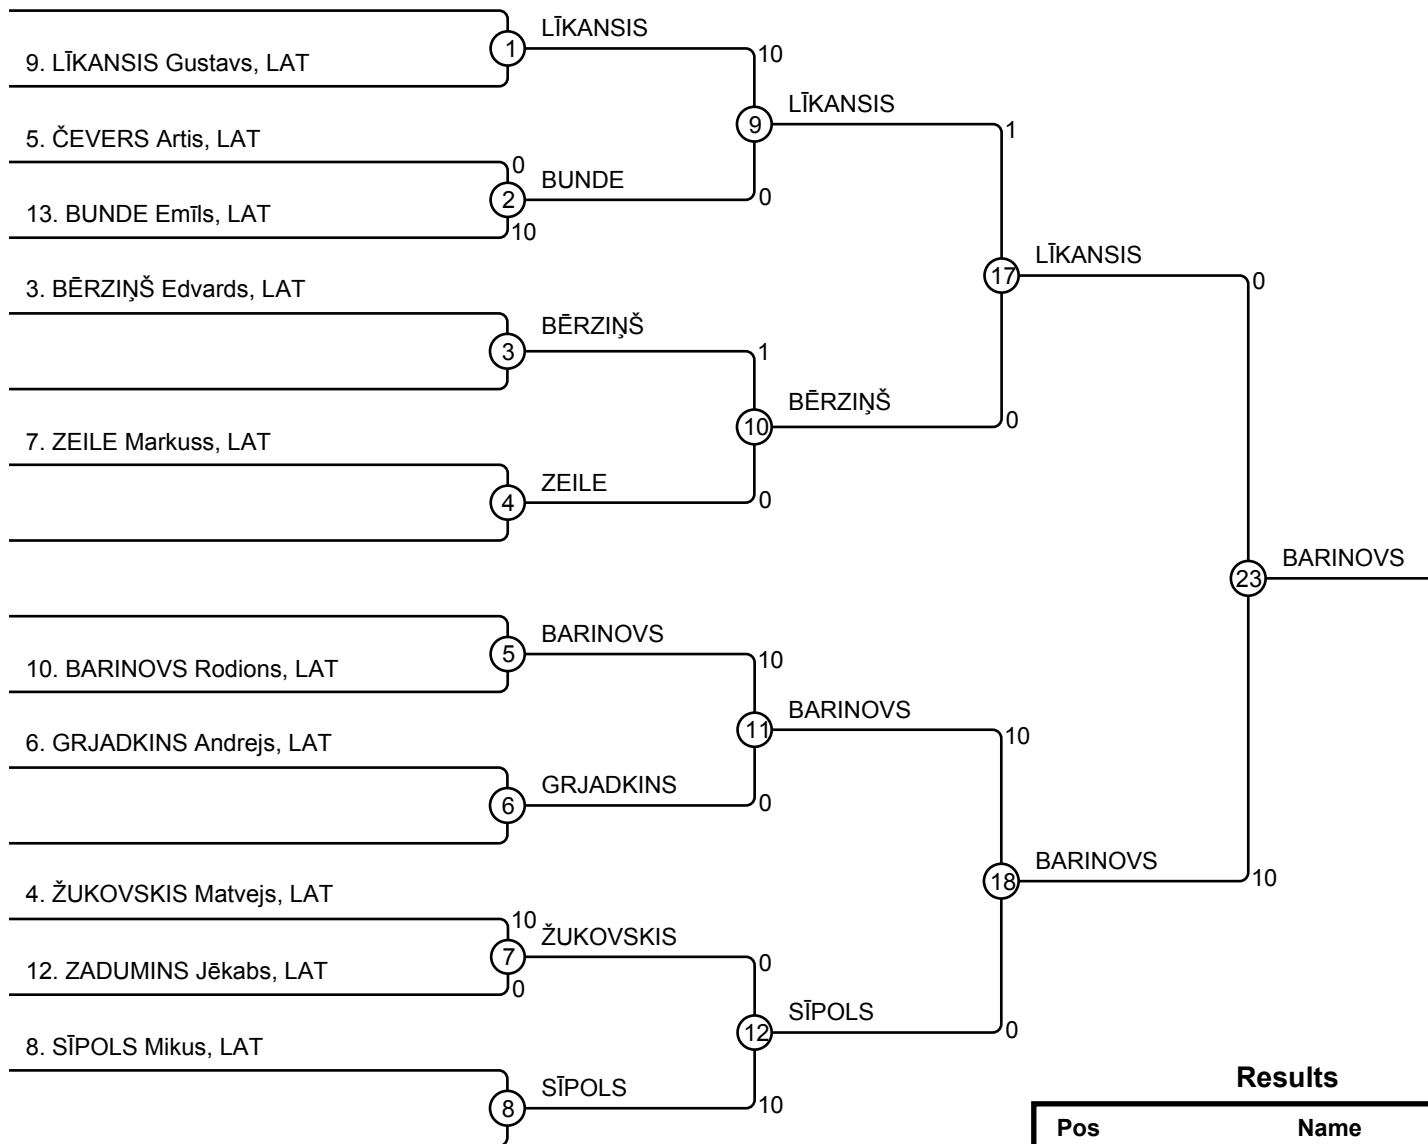 LĪKANSIS
1
10
9. LĪKANSIS Gustavs, LAT
LĪKANSIS
9
1
5. ČEVERS Artis, LAT
0
BUNDE
2
0
13. BUNDE Emīls, LAT
10
LĪKANSIS
17
0
3. BĒRZIŅŠ Edvards, LAT
BĒRZIŅŠ
3
1
BĒRZIŅŠ
10
0
7. ZEILE Markuss, LAT
ZEILE
4
0
BARINOVS
23
BARINOVS
5
10
10. BARINOVS Rodions, LAT
BARINOVS
11
10
6. GRJADKINS Andrejs, LAT
GRJADKINS
6
0
BARINOVS
18
10
4. ŽUKOVSKIS Matvejs, LAT
10
ŽUKOVSKIS
7
0
12. ZADUMINS Jēkabs, LAT
0
SĪPOLS
12
0
8. SĪPOLS Mikus, LAT
SĪPOLS
8
10
Results
Pos Name